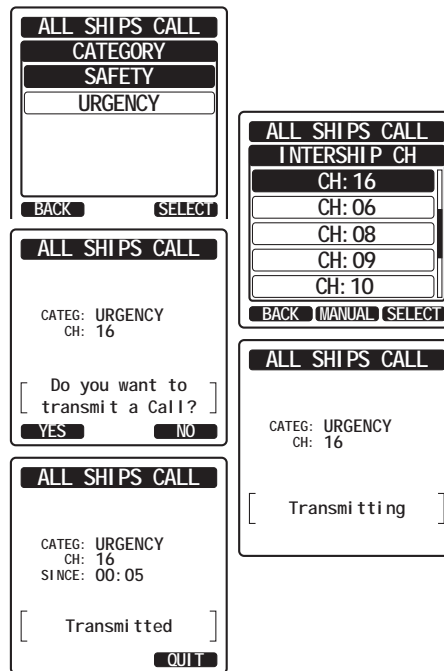 ALL SHIPS CALL
CATEGORY
SAFETY
URGENCY
BACK SELECT
ALL SHIPS CALL
INTERSHIP CH
CH: 16
CH: 06
CH: 08
CH: 09
CH: 10
BACK MANUAL SELECT
ALL SHIPS CALL
CATEG: URGENCY
CH: 16
Do you want to
transmit a Call?
YES NO
ALL SHIPS CALL
CATEG: URGENCY
CH: 16
Transmitting
ALL SHIPS CALL
CATEG: URGENCY
CH: 16
SINCE: 00:05
Transmitted
QUIT